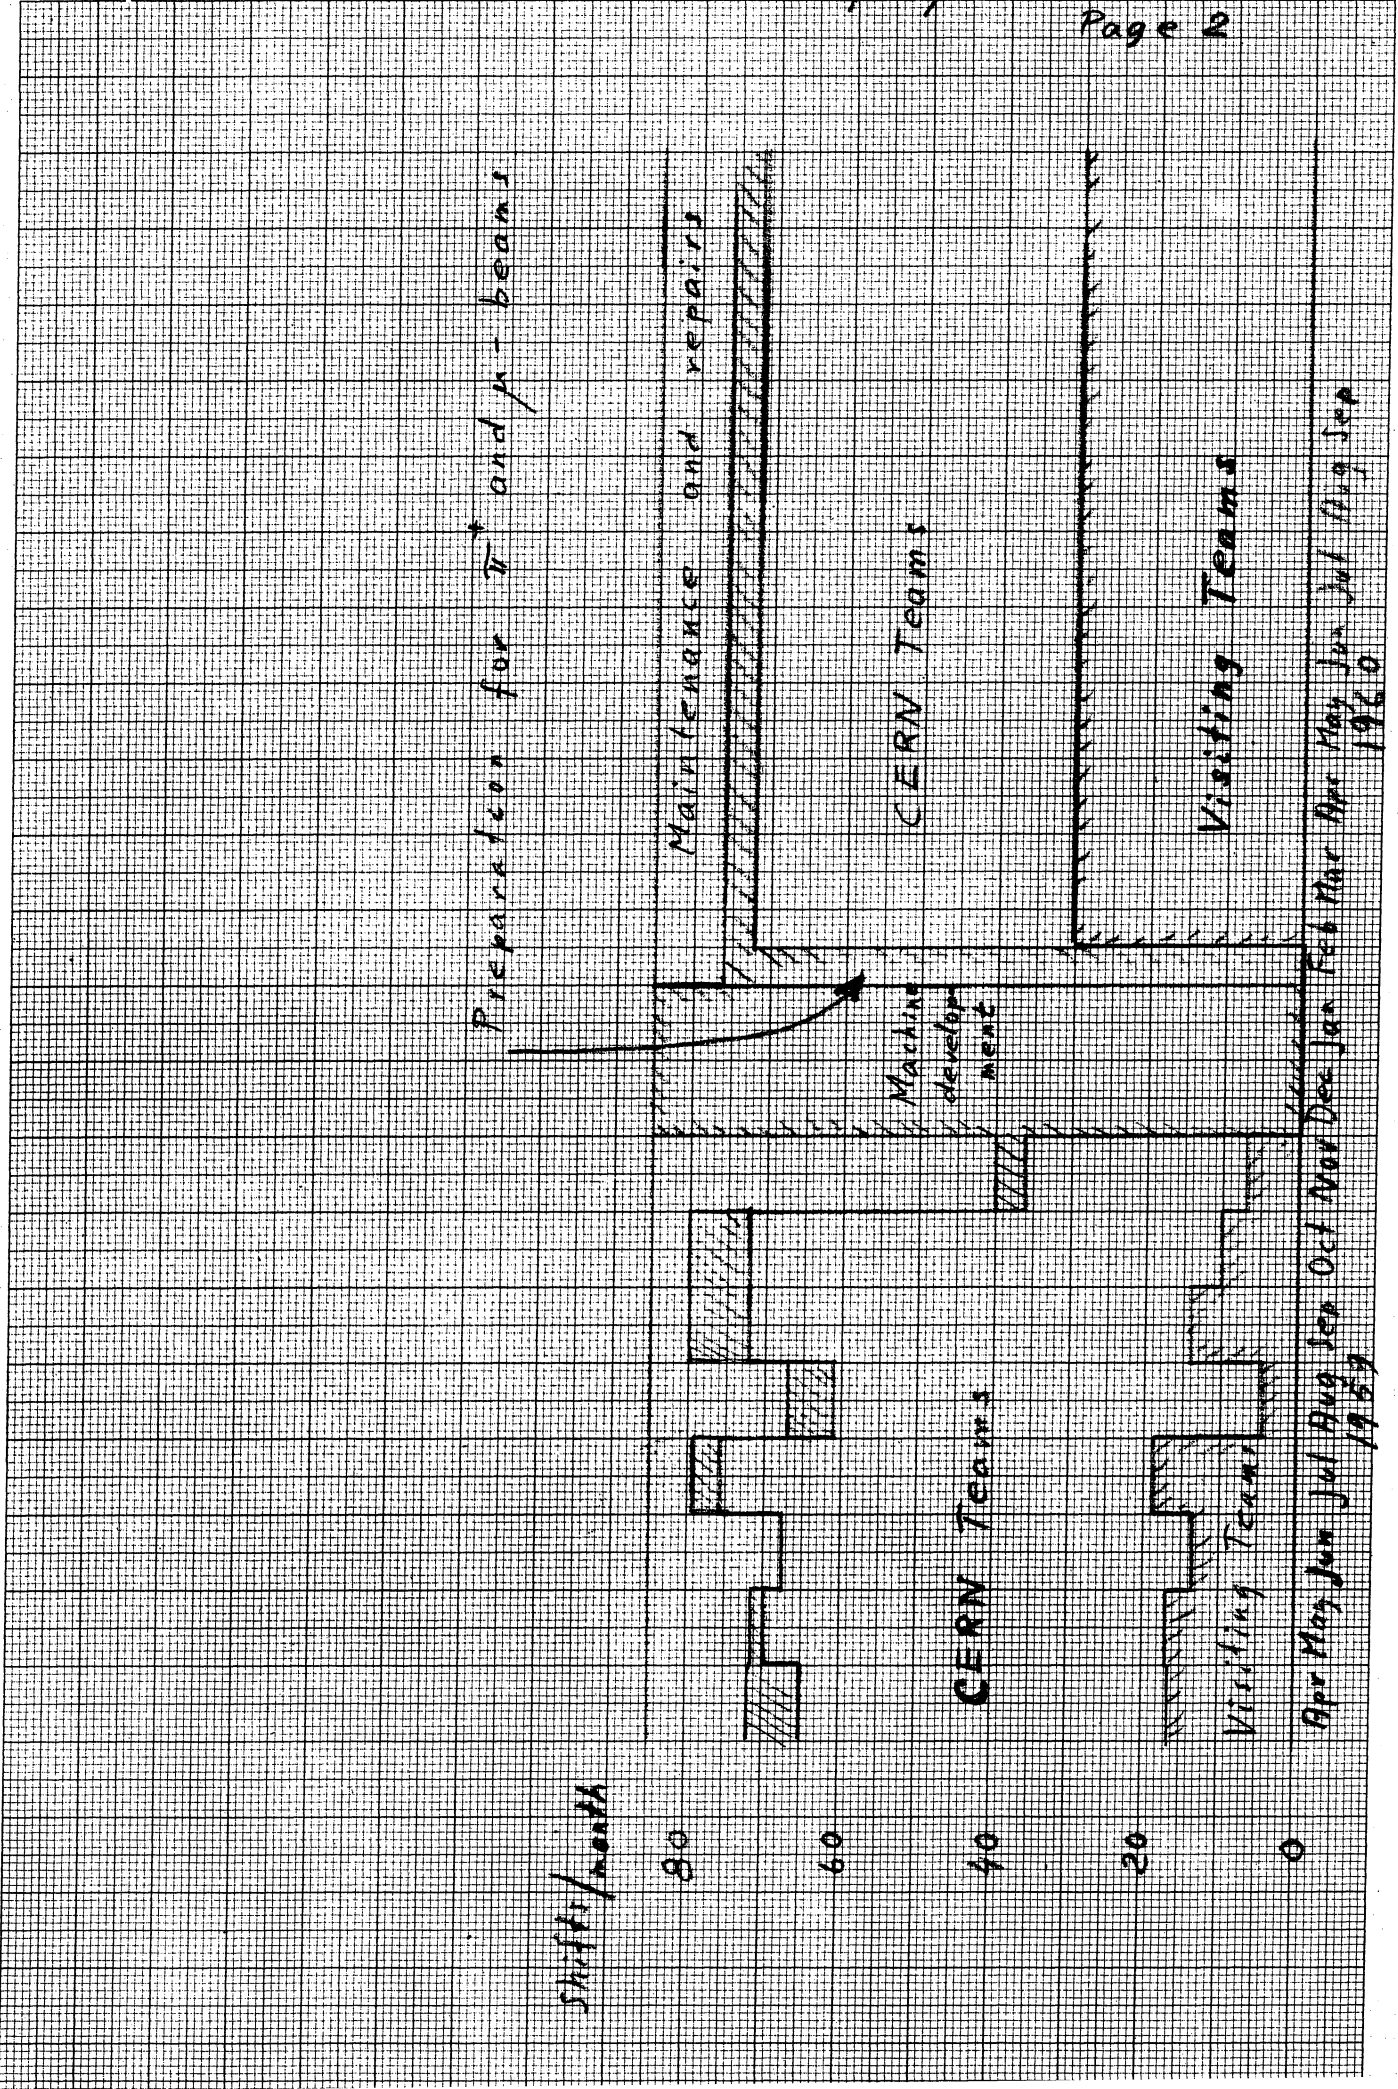 Page 2
Preparation for π⁺ and μ-beams
Shifts/month
Maintenance and repairs
80
60
CERN Teams
Machine
develop-
ment
40
CERN Teams
20
Visiting Teams
Visiting Teams
0
Apr May Jun Jul Aug Sep Oct Nov Dec Jan Feb Mar Apr May Jun Jul Aug Sep
1959 1960